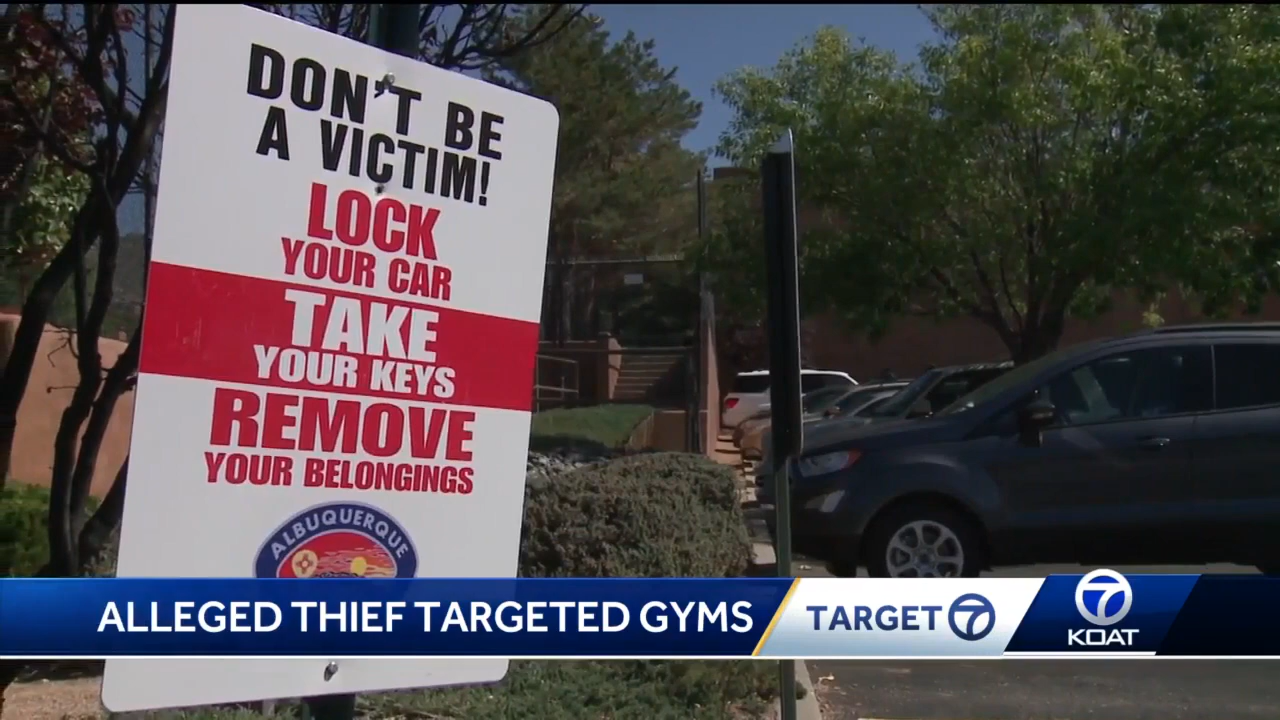 DON'T BE
A VICTIM!
LOCK
YOUR CAR
TAKE
YOUR KEYS
REMOVE
YOUR BELONGINGS
ALBUQUERQUE
ALLEGED THIEF TARGETED GYMS
TARGET 7
7
KOAT